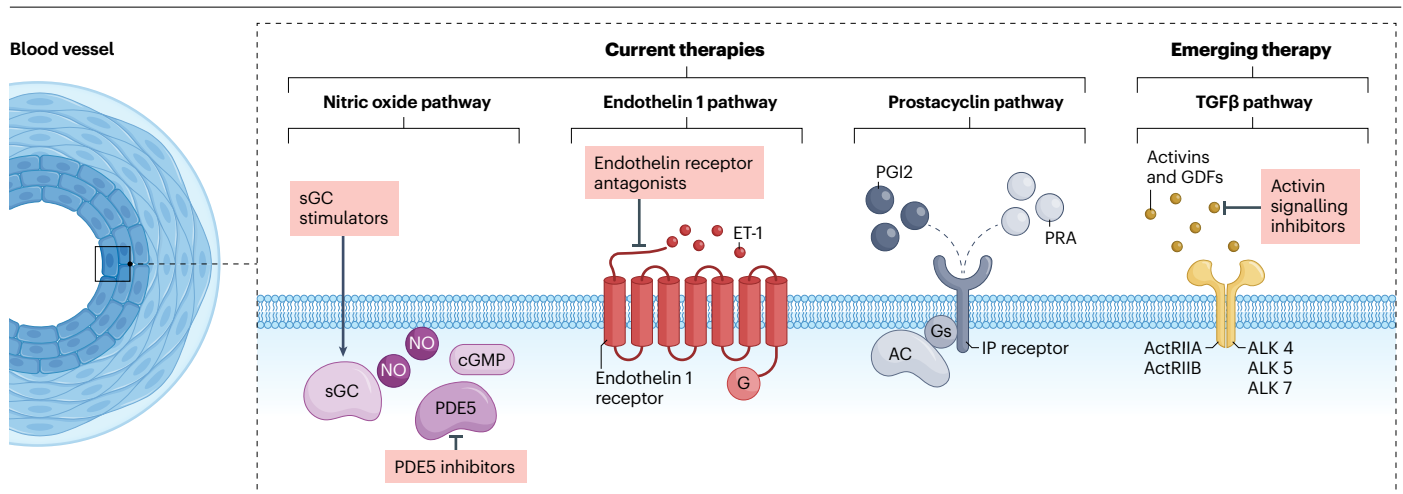 Blood vessel
Current therapies
Emerging therapy
Nitric oxide pathway
Endothelin 1 pathway
Prostacyclin pathway
TGFβ pathway
sGC
stimulators
NO
NO
cGMP
sGC
PDE5
PDE5 inhibitors
Endothelin receptor
antagonists
ET-1
Endothelin 1
receptor
G
PGI2
PRA
Gs
AC
IP receptor
Activins
and GDFs
Activin
signalling
inhibitors
ActRIIA
ActRIIB
ALK 4
ALK 5
ALK 7